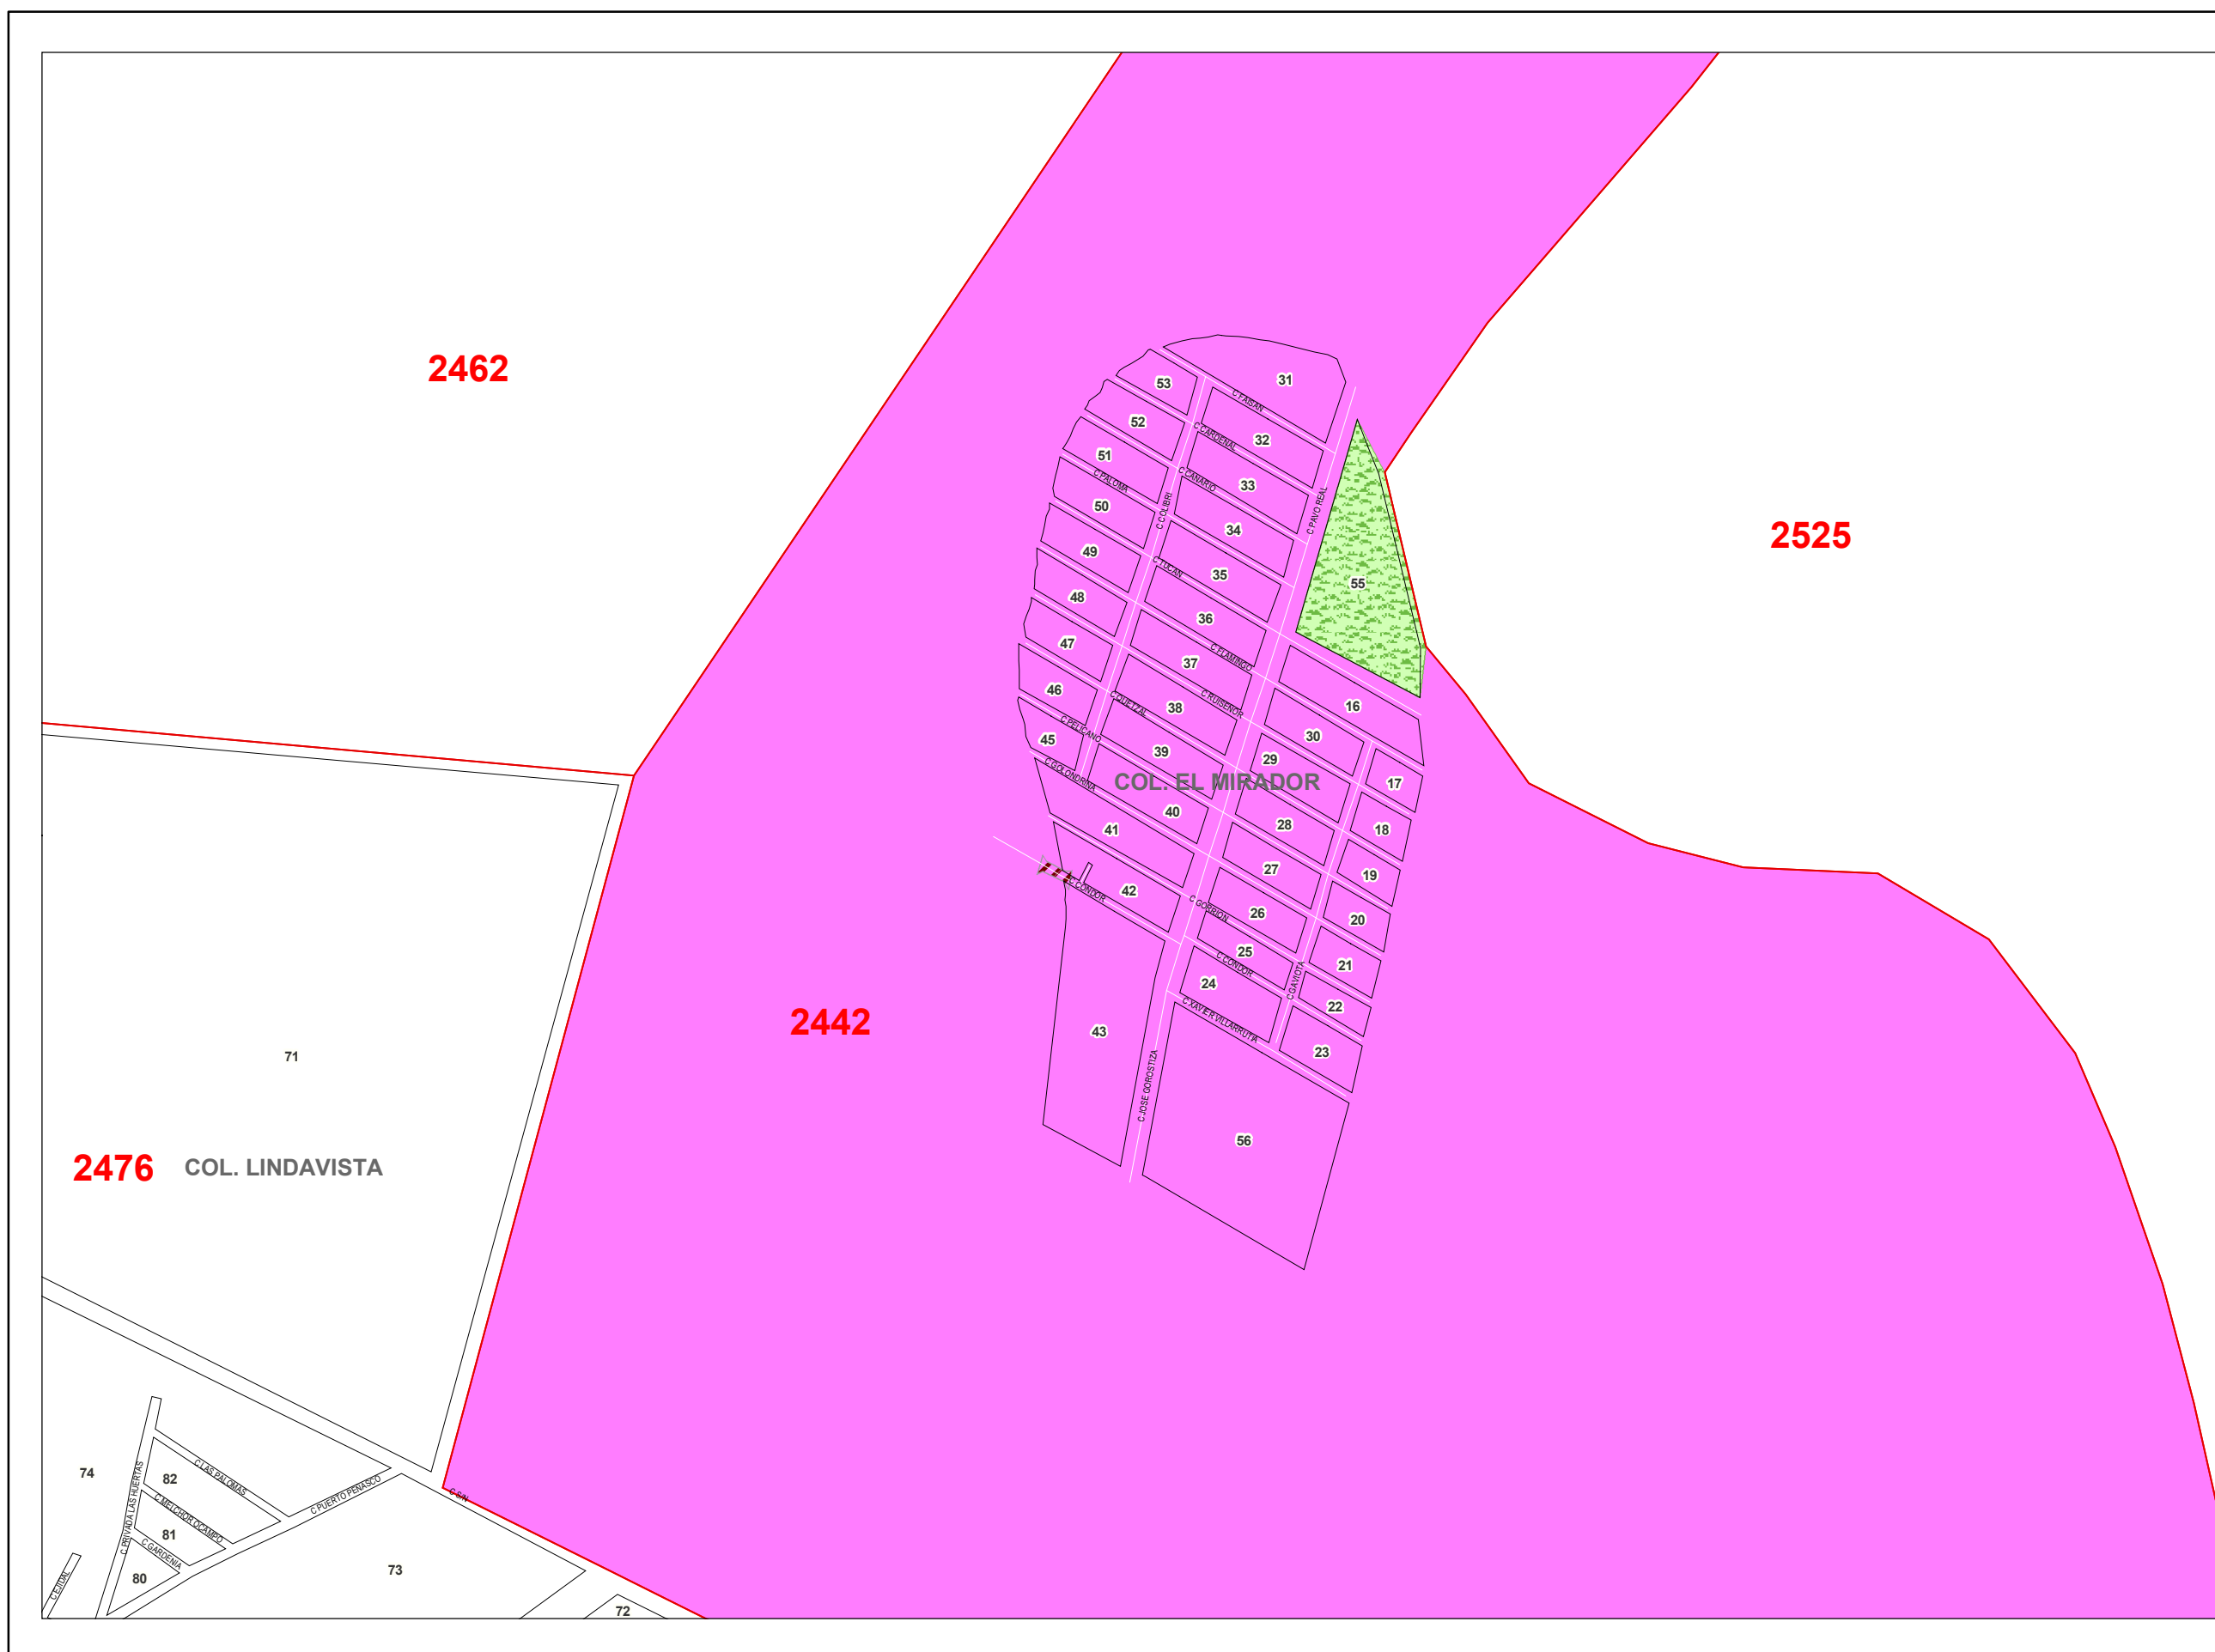 2462
2525
2442
2476
COL. LINDAVISTA
COL. EL MIRADOR
31
53
C FAISAN
52
32
C CARDENAL
51
C CANARIO
33
C PALOMA
50
C COLIBRI
34
C PAVO REAL
49
C TUCAN
35
55
48
36
47
C FLAMINGO
37
46
C QUETZAL
38
C RUISEÑOR
16
C PELICANO
45
39
30
29
C GOLONDRINA
17
40
41
28
18
27
19
42
C CONDOR
C GORRION
26
20
25
C CONDOR
21
24
C GAVIOTA
22
C XAVIER VILLARRUTIA
43
23
C JOSE GOROSTIZA
56
71
74
82
C LAS PALOMAS
C PRIVADA LAS HUERTAS
C MELCHOR OCAMPO
C PUERTO PEÑASCO
C S/N
81
C GARDENIA
80
C EJIDAL
73
72